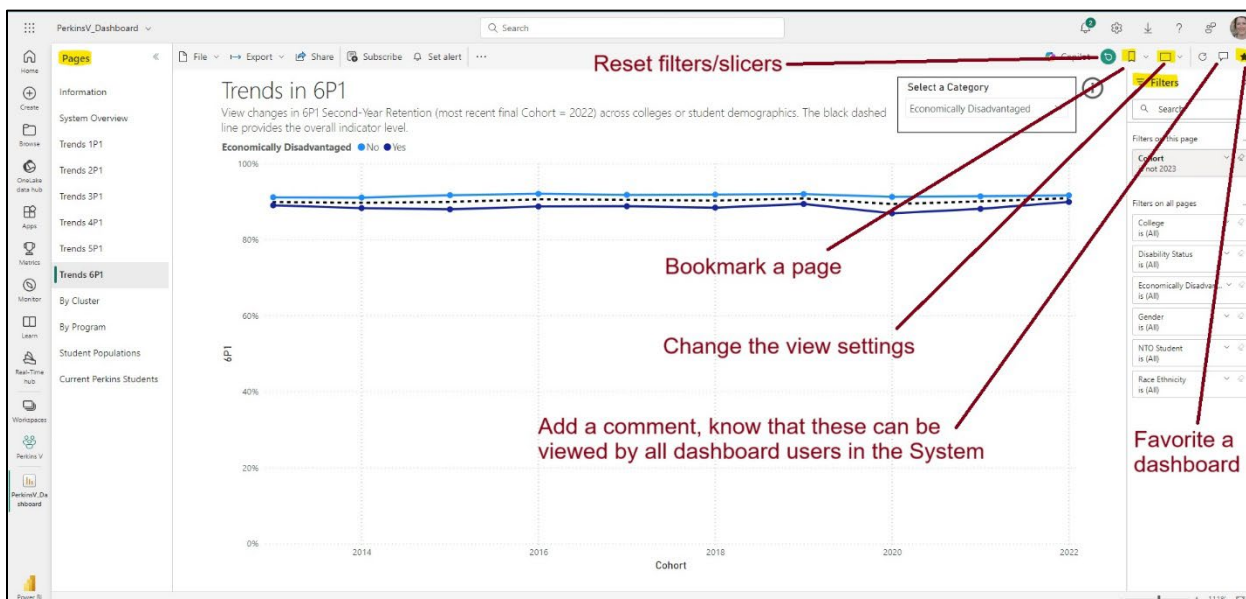 PerkinsV_Dashboard
Search
2
Home
Create
Browse
OneLake
data hub
Apps
Metrics
Monitor
Learn
Real-Time
hub
Workspaces
Perkins V
PerkinsV_Da
shboard
Power BI
Pages
Information
System Overview
Trends 1P1
Trends 2P1
Trends 3P1
Trends 4P1
Trends 5P1
Trends 6P1
By Cluster
By Program
Student Populations
Current Perkins Students
File
Export
Share
Subscribe
Set alert
Copilot
Reset filters/slicers
Trends in 6P1
View changes in 6P1 Second-Year Retention (most recent final Cohort = 2022) across colleges or student demographics. The black dashed
line provides the overall indicator level.
Select a Category
Economically Disadvantaged
Economically Disadvantaged No Yes
100%
80%
60%
40%
20%
0%
6P1
2014
2016
2018
2020
2022
Cohort
Bookmark a page
Change the view settings
Add a comment, know that these can be
viewed by all dashboard users in the System
Favorite a
dashboard
Filters
Search
Filters on this page
Cohort
is not 2023
Filters on all pages
College
is (All)
Disability Status
is (All)
Economically Disadvan...
is (All)
Gender
is (All)
NTO Student
is (All)
Race Ethnicity
is (All)